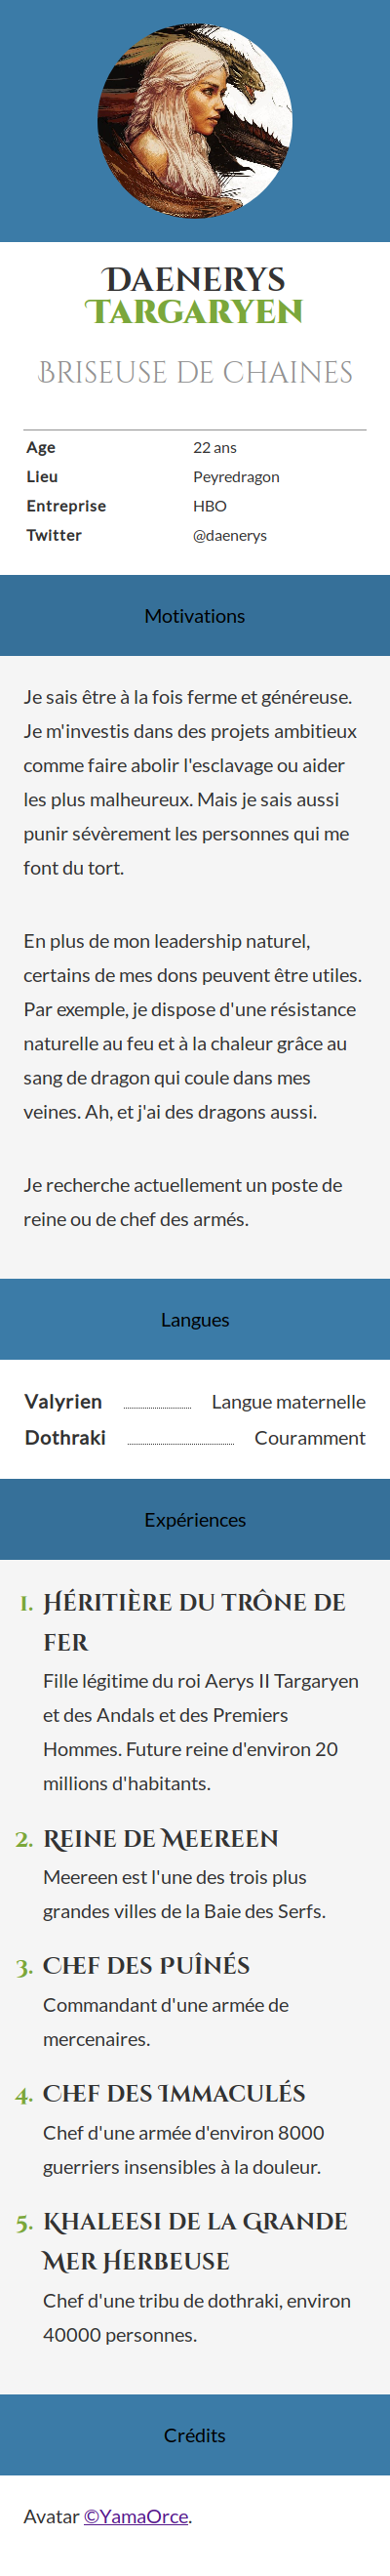 Daenerys
Targaryen
Briseuse de chaines
Age 22 ans
Lieu Peyredragon
Entreprise HBO
Twitter @daenerys
Motivations
Je sais être à la fois ferme et généreuse.
Je m'investis dans des projets ambitieux
comme faire abolir l'esclavage ou aider
les plus malheureux. Mais je sais aussi
punir sévèrement les personnes qui me
font du tort.
En plus de mon leadership naturel,
certains de mes dons peuvent être utiles.
Par exemple, je dispose d'une résistance
naturelle au feu et à la chaleur grâce au
sang de dragon qui coule dans mes
veines. Ah, et j'ai des dragons aussi.
Je recherche actuellement un poste de
reine ou de chef des armés.
Langues
Valyrien Langue maternelle
Dothraki Couramment
Expériences
1. Héritière du trône de
fer
Fille légitime du roi Aerys II Targaryen
et des Andals et des Premiers
Hommes. Future reine d'environ 20
millions d'habitants.
2. Reine de Meereen
Meereen est l'une des trois plus
grandes villes de la Baie des Serfs.
3. Chef des Puînés
Commandant d'une armée de
mercenaires.
4. Chef des Immaculés
Chef d'une armée d'environ 8000
guerriers insensibles à la douleur.
5. Khaleesi de la Grande
Mer Herbeuse
Chef d'une tribu de dothraki, environ
40000 personnes.
Crédits
Avatar ©YamaOrce.